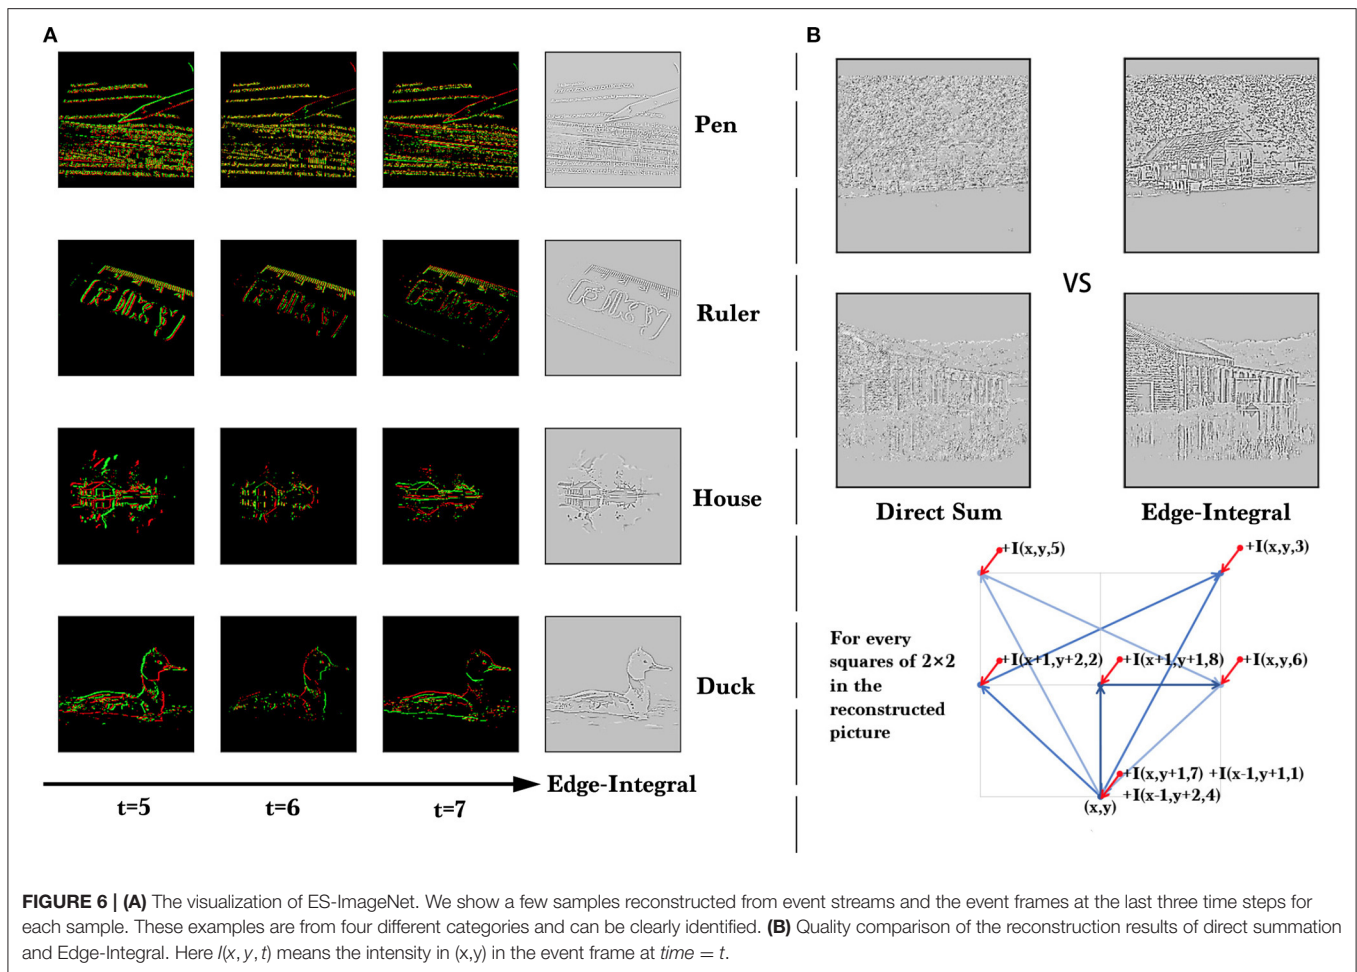 A
B
Pen
Ruler
VS
House
Direct Sum
Edge-Integral
+I(x,y,5)
+I(x,y,3)
For every
squares of 2×2
in the
reconstructed
picture
+I(x+1,y+2,2)
+I(x+1,y+1,8)
+I(x,y,6)
Duck
+I(x,y+1,7) +I(x-1,y+1,1)
+I(x-1,y+2,4)
(x,y)
Edge-Integral
t=5
t=6
t=7
FIGURE 6 | (A) The visualization of ES-ImageNet. We show a few samples reconstructed from event streams and the event frames at the last three time steps for
each sample. These examples are from four different categories and can be clearly identified. (B) Quality comparison of the reconstruction results of direct summation
and Edge-Integral. Here I(x, y, t) means the intensity in (x,y) in the event frame at time = t.